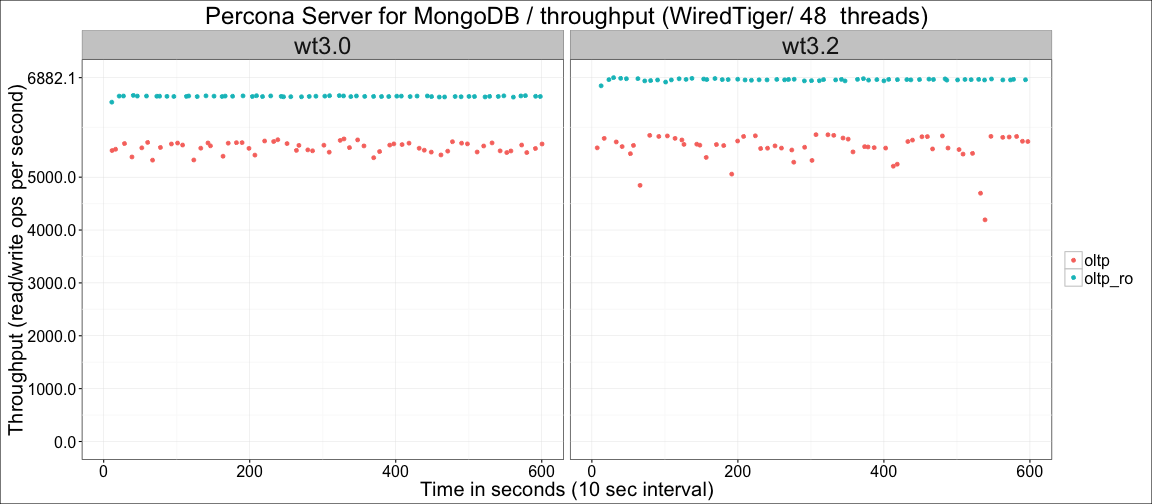 Percona Server for MongoDB / throughput (WiredTiger/ 48  threads)
wt3.0
wt3.2
Throughput (read/write ops per second)
6882.1
5000.0
4000.0
3000.0
2000.0
1000.0
0.0
0 200 400 600
0 200 400 600
Time in seconds (10 sec interval)
oltp
oltp_ro